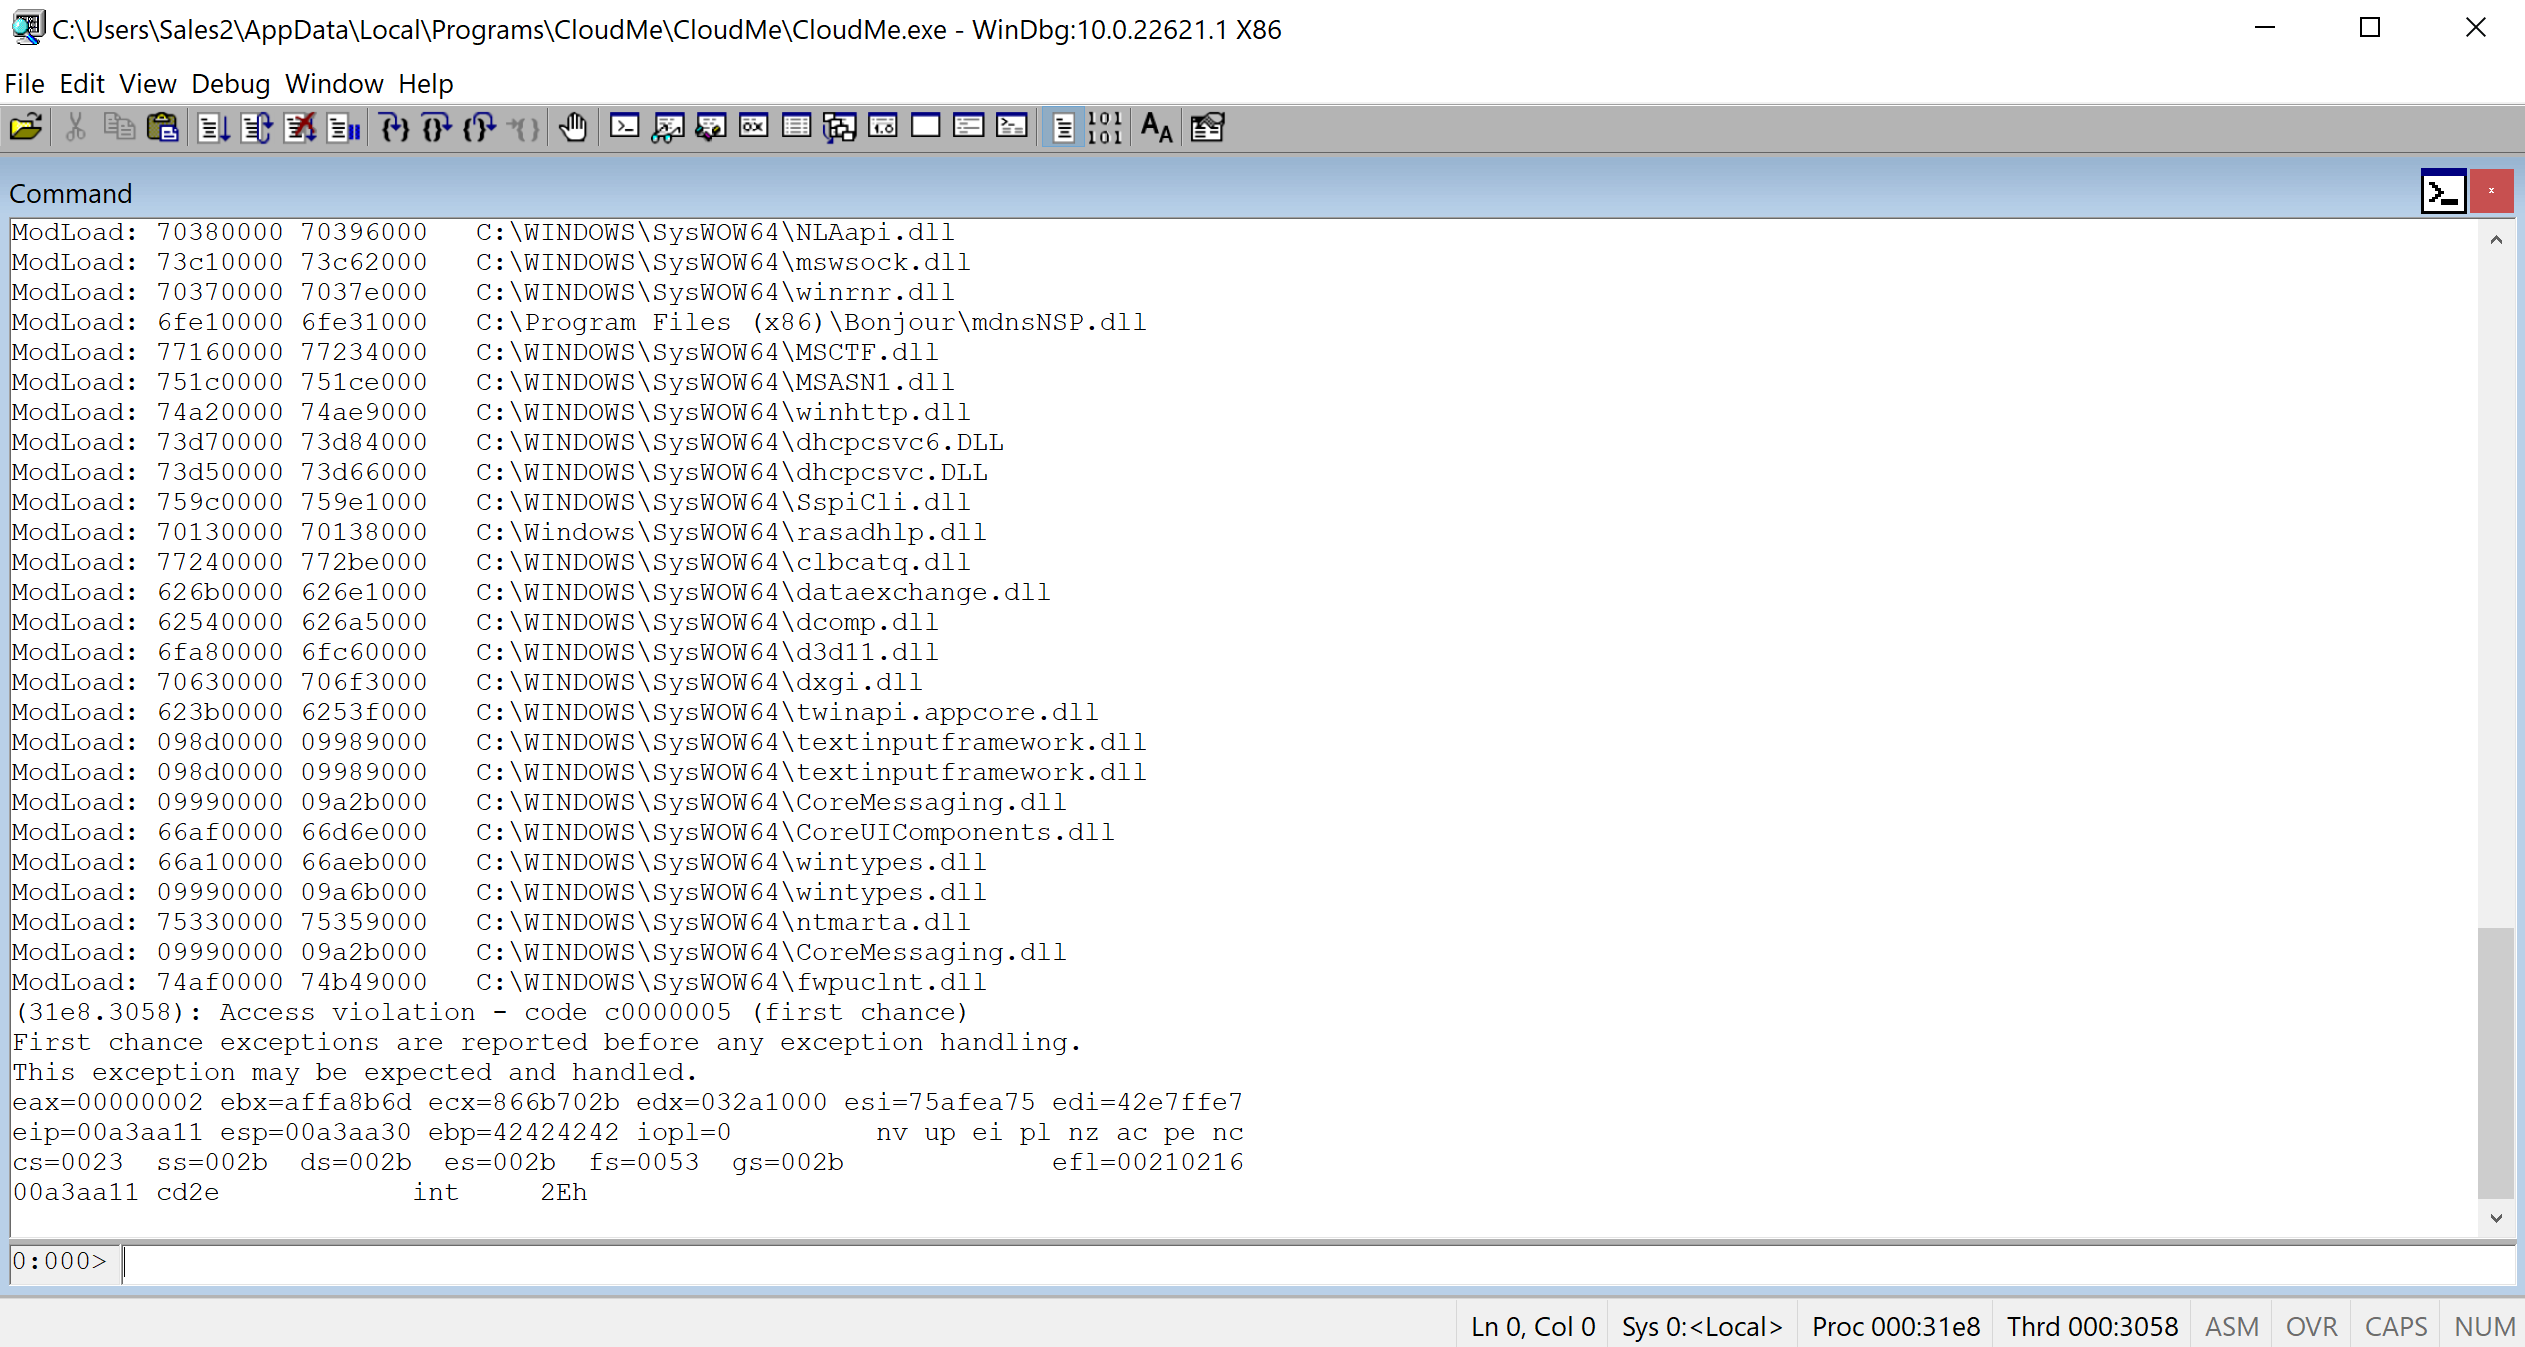 C:\Users\Sales2\AppData\Local\Programs\CloudMe\CloudMe\CloudMe.exe - WinDbg:10.0.22621.1 X86
File Edit View Debug Window Help
Command
ModLoad: 70380000 70396000   C:\WINDOWS\SysWOW64\NLAapi.dll
ModLoad: 73c10000 73c62000   C:\WINDOWS\SysWOW64\mswsock.dll
ModLoad: 70370000 7037e000   C:\WINDOWS\SysWOW64\winrnr.dll
ModLoad: 6fe10000 6fe31000   C:\Program Files (x86)\Bonjour\mdnsNSP.dll
ModLoad: 77160000 77234000   C:\WINDOWS\SysWOW64\MSCTF.dll
ModLoad: 751c0000 751ce000   C:\WINDOWS\SysWOW64\MSASN1.dll
ModLoad: 74a20000 74ae9000   C:\WINDOWS\SysWOW64\winhttp.dll
ModLoad: 73d70000 73d84000   C:\WINDOWS\SysWOW64\dhcpcsvc6.DLL
ModLoad: 73d50000 73d66000   C:\WINDOWS\SysWOW64\dhcpcsvc.DLL
ModLoad: 759c0000 759e1000   C:\WINDOWS\SysWOW64\SspiCli.dll
ModLoad: 70130000 70138000   C:\Windows\SysWOW64\rasadhlp.dll
ModLoad: 77240000 772be000   C:\WINDOWS\SysWOW64\clbcatq.dll
ModLoad: 626b0000 626e1000   C:\WINDOWS\SysWOW64\dataexchange.dll
ModLoad: 62540000 626a5000   C:\WINDOWS\SysWOW64\dcomp.dll
ModLoad: 6fa80000 6fc60000   C:\WINDOWS\SysWOW64\d3d11.dll
ModLoad: 70630000 706f3000   C:\WINDOWS\SysWOW64\dxgi.dll
ModLoad: 623b0000 6253f000   C:\WINDOWS\SysWOW64\twinapi.appcore.dll
ModLoad: 098d0000 09989000   C:\WINDOWS\SysWOW64\textinputframework.dll
ModLoad: 098d0000 09989000   C:\WINDOWS\SysWOW64\textinputframework.dll
ModLoad: 09990000 09a2b000   C:\WINDOWS\SysWOW64\CoreMessaging.dll
ModLoad: 66af0000 66d6e000   C:\WINDOWS\SysWOW64\CoreUIComponents.dll
ModLoad: 66a10000 66aeb000   C:\WINDOWS\SysWOW64\wintypes.dll
ModLoad: 09990000 09a6b000   C:\WINDOWS\SysWOW64\wintypes.dll
ModLoad: 75330000 75359000   C:\WINDOWS\SysWOW64\ntmarta.dll
ModLoad: 09990000 09a2b000   C:\WINDOWS\SysWOW64\CoreMessaging.dll
ModLoad: 74af0000 74b49000   C:\WINDOWS\SysWOW64\fwpuclnt.dll
(31e8.3058): Access violation - code c0000005 (first chance)
First chance exceptions are reported before any exception handling.
This exception may be expected and handled.
eax=00000002 ebx=affa8b6d ecx=866b702b edx=032a1000 esi=75afea75 edi=42e7ffe7
eip=00a3aa11 esp=00a3aa30 ebp=42424242 iopl=0         nv up ei pl nz ac pe nc
cs=0023  ss=002b  ds=002b  es=002b  fs=0053  gs=002b             efl=00210216
00a3aa11 cd2e            int     2Eh
0:000>
Ln 0, Col 0 Sys 0:<Local> Proc 000:31e8 Thrd 000:3058 ASM OVR CAPS NUM